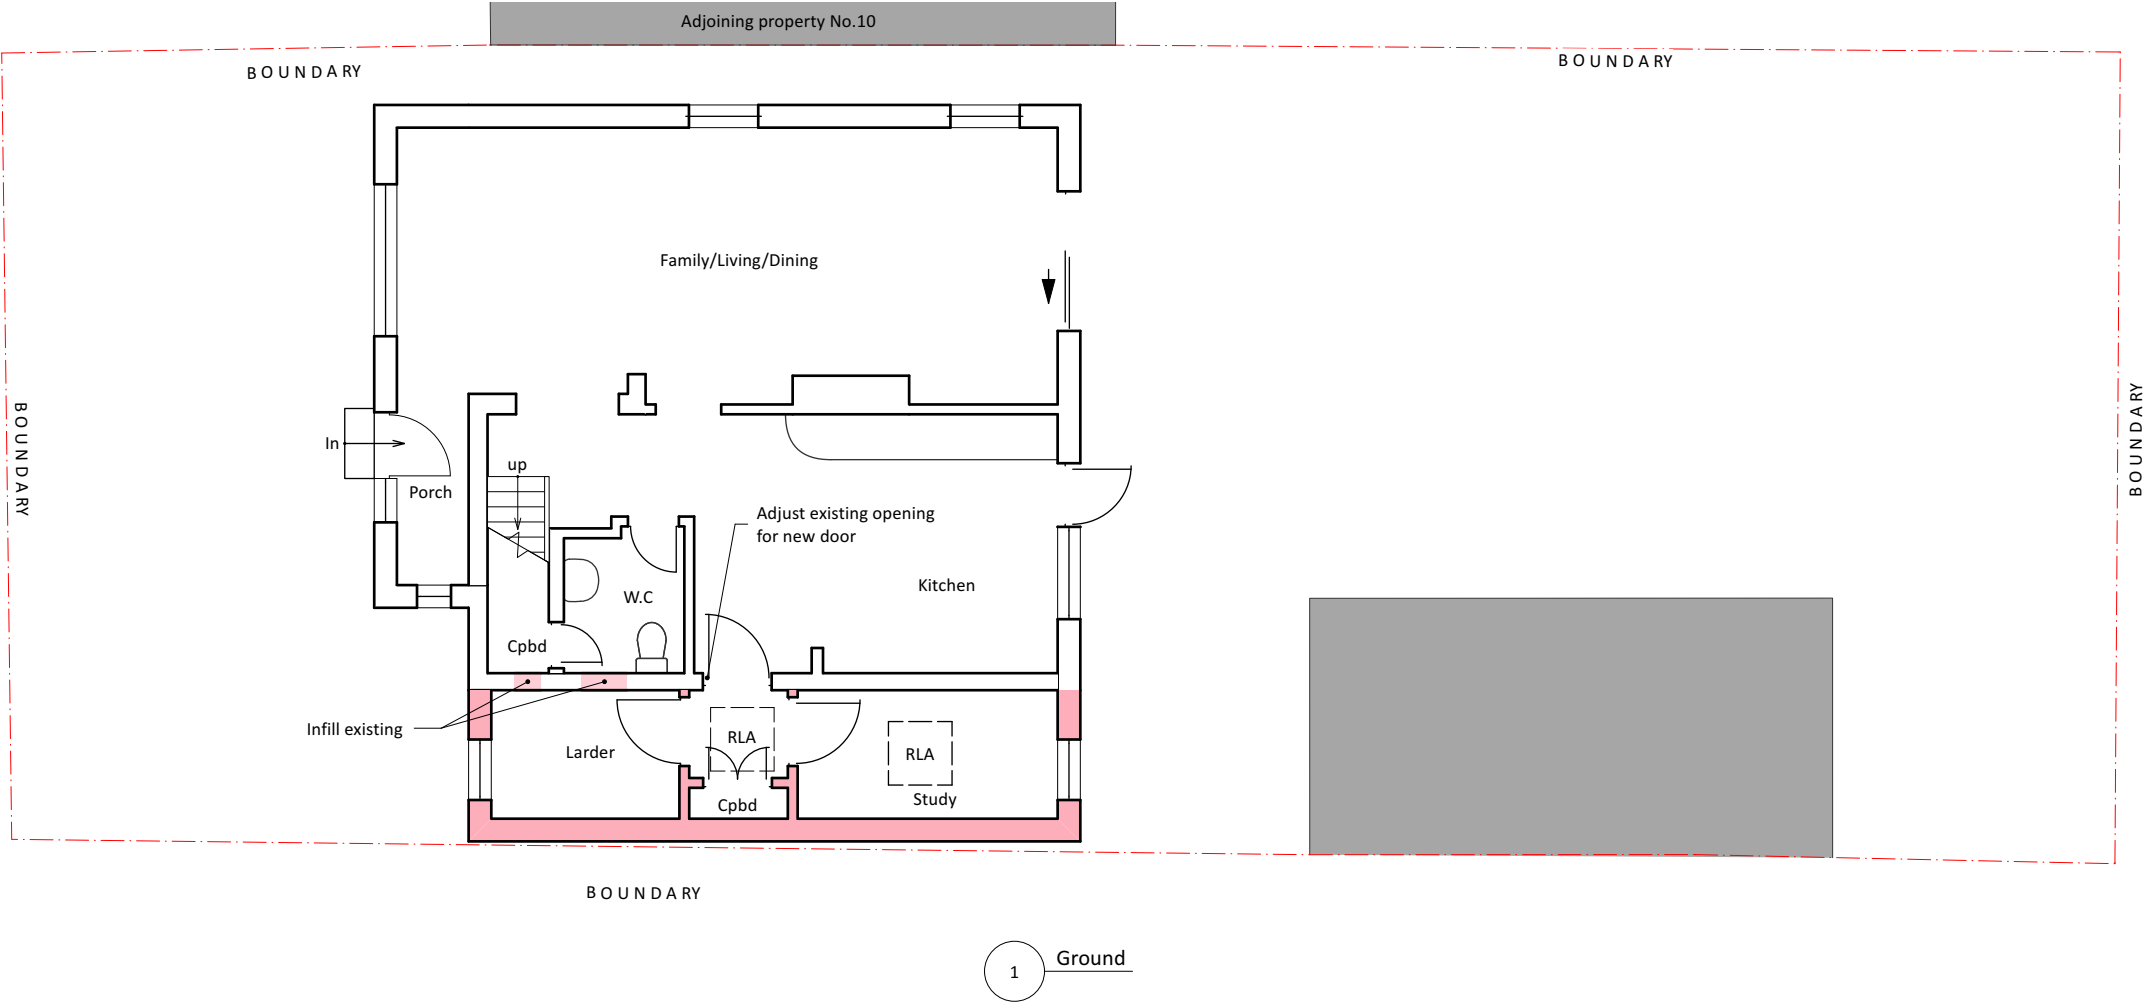 Adjoining property No.10
BOUNDARY
BOUNDARY
Family/Living/Dining
BOUNDARY
BOUNDARY
In
up
Porch
Adjust existing opening
for new door
Kitchen
W.C
Cpbd
Infill existing
Larder
RLA
RLA
Cpbd
Study
BOUNDARY
1
Ground